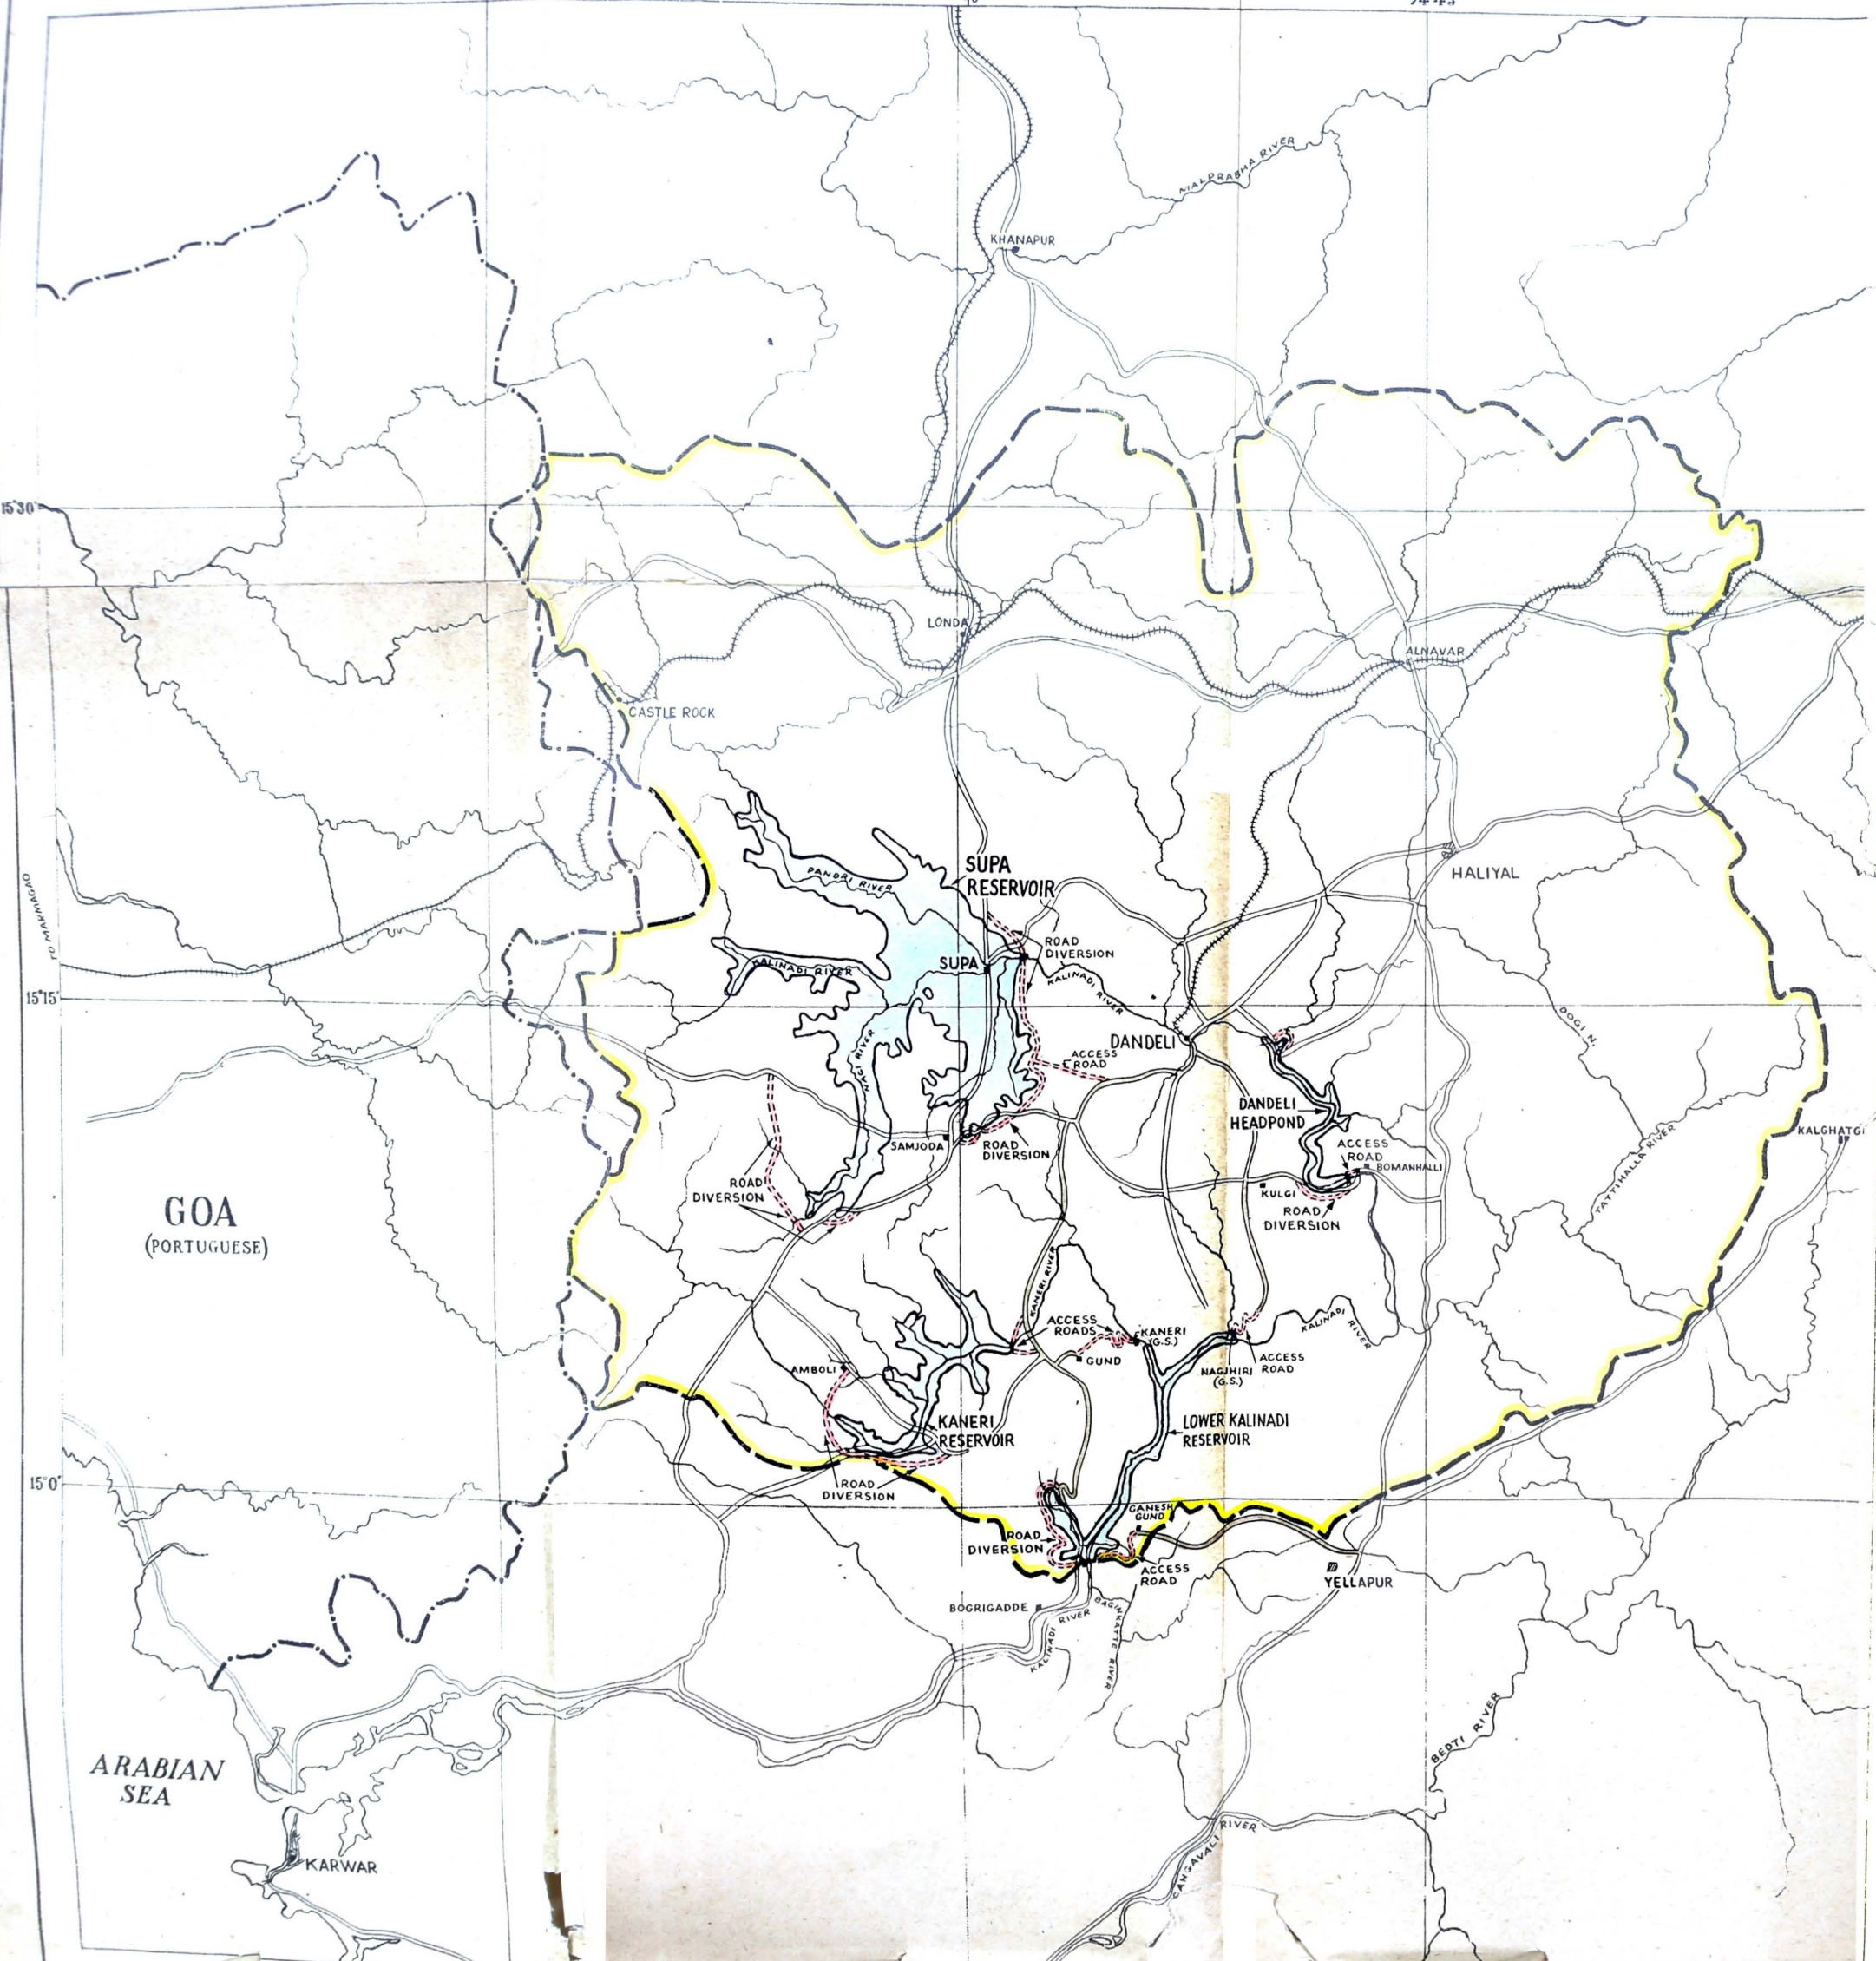 MALPRABHA RIVER
KHANAPUR
15°30'
LONDA
ALNAVAR
CASTLE ROCK
SUPA
RESERVOIR
PANDRI RIVER
HALIYAL
TO MARMAGAO
ROAD
DIVERSION
SUPA
KALINADI RIVER
KALINADI RIVER
15°15'
DOGI N.
DANDELI
NAGI RIVER
ACCESS
ROAD
DANDELI
HEADPOND
KALGHATGI
SAMJODA
ROAD
DIVERSION
ACCESS
ROAD
BOMANHALLI
TATTIHALLA RIVER
ROAD
DIVERSION
KULGI
ROAD
DIVERSION
GOA
(PORTUGUESE)
KANERI RIVER
ACCESS
ROADS
KANERI
(G.S.)
KALINADI
RIVER
GUND
AMBOLI
NAGJHIRI
(G.S.)
ACCESS
ROAD
KANERI
RESERVOIR
LOWER KALINADI
RESERVOIR
15°0'
ROAD
DIVERSION
GANESH
GUND
ROAD
DIVERSION
ACCESS
ROAD
YELLAPUR
BOGRIGADDE
KALINADI RIVER
RIVER
BEDTI RIVER
ARABIAN
SEA
GANGAVALI RIVER
KARWAR